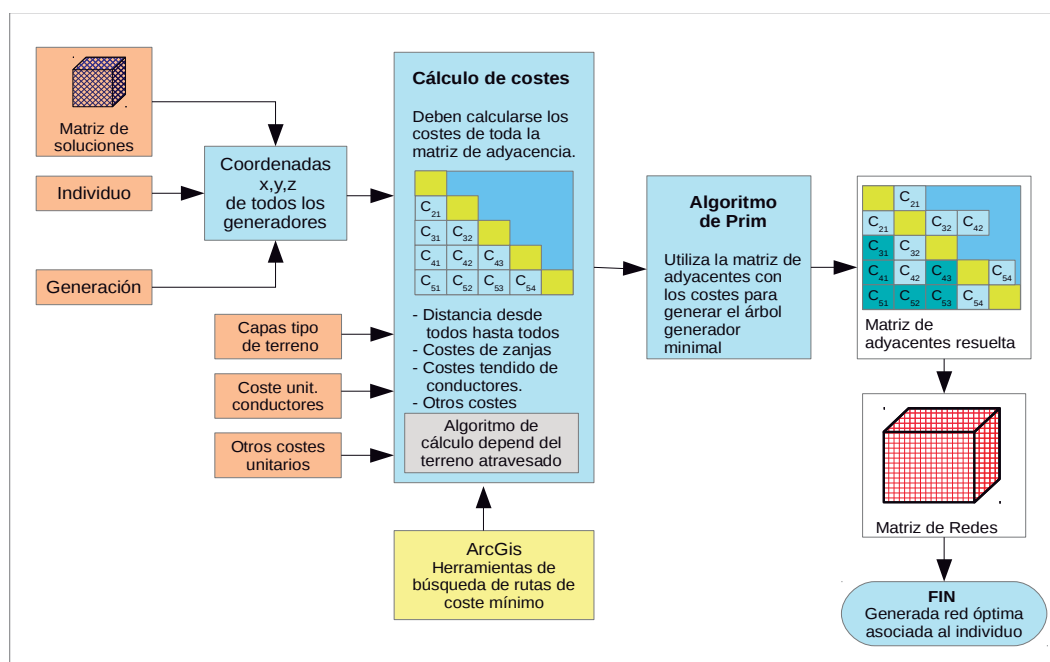 Matriz de
soluciones
Individuo
Generación
Coordenadas
x,y,z
de todos los
generadores
Capas tipo
de terreno
Coste unit.
conductores
Otros costes
unitarios
Cálculo de costes
Deben calcularse los
costes de toda la
matriz de adyacencia.
C21
C31 C32
C41 C42 C43
C51 C52 C53 C54
- Distancia desde
todos hasta todos
- Costes de zanjas
- Costes tendido de
conductores.
- Otros costes
Algoritmo de
cálculo depend del
terreno atravesado
ArcGis
Herramientas de
búsqueda de rutas de
coste mínimo
Algoritmo
de Prim
Utiliza la matriz de
adyacentes con
los costes para
generar el árbol
generador
minimal
C21
C21 C32 C42
C31 C32
C41 C42 C43 C54
C51 C52 C53 C54
Matriz de
adyacentes resuelta
Matriz de Redes
FIN
Generada red óptima
asociada al individuo